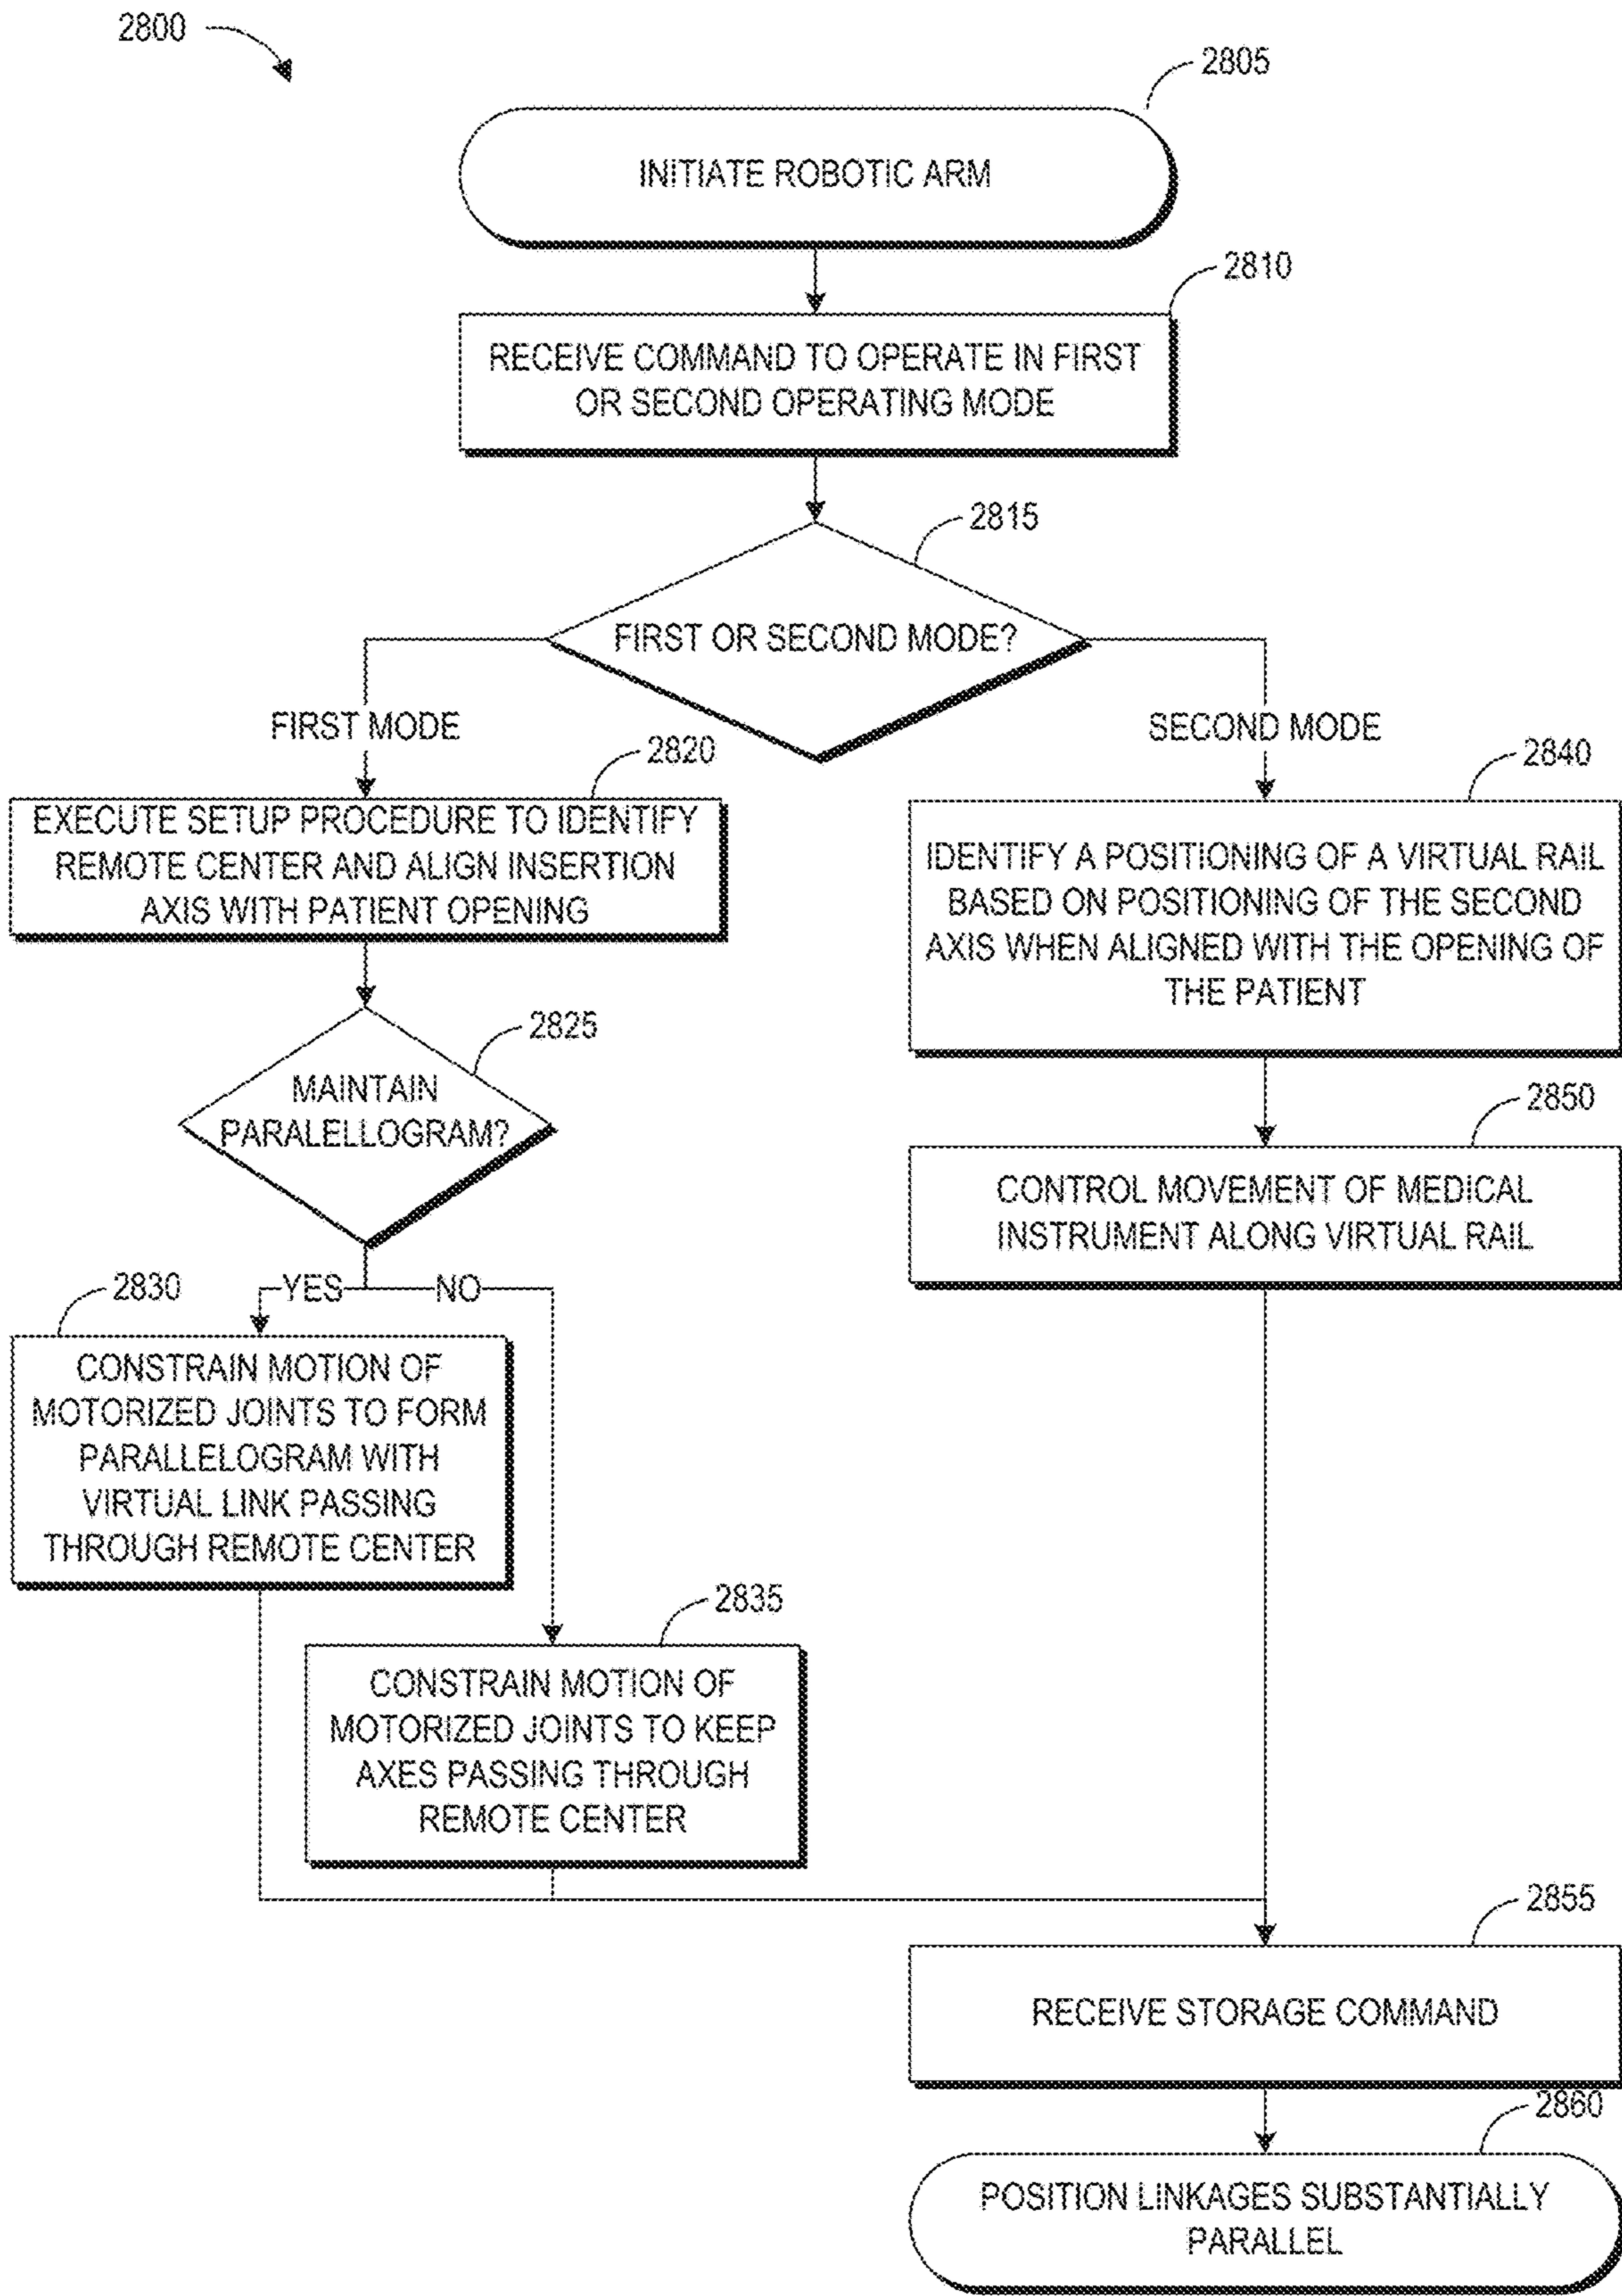 2800
2805
INITIATE ROBOTIC ARM
2810
RECEIVE COMMAND TO OPERATE IN FIRST
OR SECOND OPERATING MODE
2815
FIRST OR SECOND MODE?
FIRST MODE
SECOND MODE
2820
EXECUTE SETUP PROCEDURE TO IDENTIFY
REMOTE CENTER AND ALIGN INSERTION
AXIS WITH PATIENT OPENING
2840
IDENTIFY A POSITIONING OF A VIRTUAL RAIL
BASED ON POSITIONING OF THE SECOND
AXIS WHEN ALIGNED WITH THE OPENING OF
THE PATIENT
2825
MAINTAIN
PARALELLOGRAM?
2850
CONTROL MOVEMENT OF MEDICAL
INSTRUMENT ALONG VIRTUAL RAIL
YES
NO
2830
CONSTRAIN MOTION OF
MOTORIZED JOINTS TO FORM
PARALLELOGRAM WITH
VIRTUAL LINK PASSING
THROUGH REMOTE CENTER
2835
CONSTRAIN MOTION OF
MOTORIZED JOINTS TO KEEP
AXES PASSING THROUGH
REMOTE CENTER
2855
RECEIVE STORAGE COMMAND
2860
POSITION LINKAGES SUBSTANTIALLY
PARALLEL